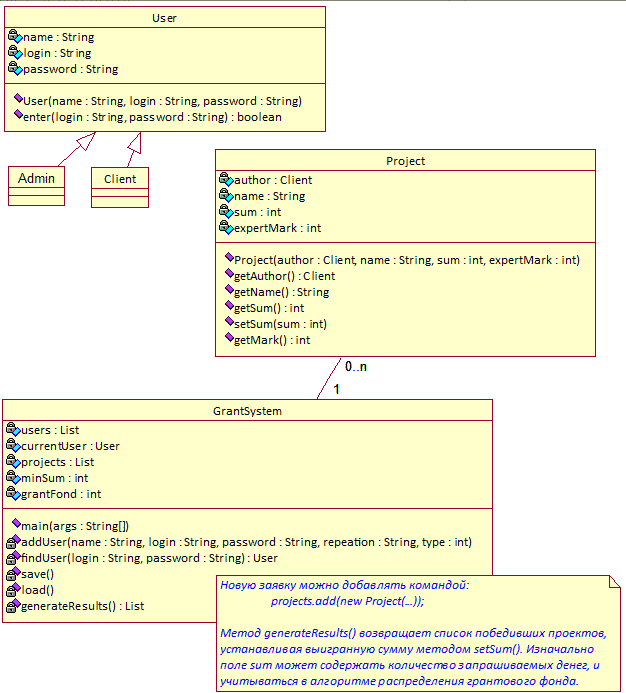 User
name : String
login : String
password : String
User(name : String, login : String, password : String)
enter(login : String, password : String) : boolean
Admin
Client
Project
author : Client
name : String
sum : int
expertMark : int
Project(author : Client, name : String, sum : int, expertMark : int)
getAuthor() : Client
getName() : String
getSum() : int
setSum(sum : int)
getMark() : int
0..n
1
GrantSystem
users : List
currentUser : User
projects : List
minSum : int
grantFond : int
main(args : String[])
addUser(name : String, login : String, password : String, repeation : String, type : int)
findUser(login : String, password : String) : User
save()
load()
generateResults() : List
Новую заявку можно добавлять командой:
projects.add(new Project(...));
Метод generateResults() возвращает список победивших проектов,
устанавливая выигранную сумму методом setSum(). Изначально
поле sum может содержать количество запрашиваемых денег, и
учитываться в алгоритме распределения грантового фонда.